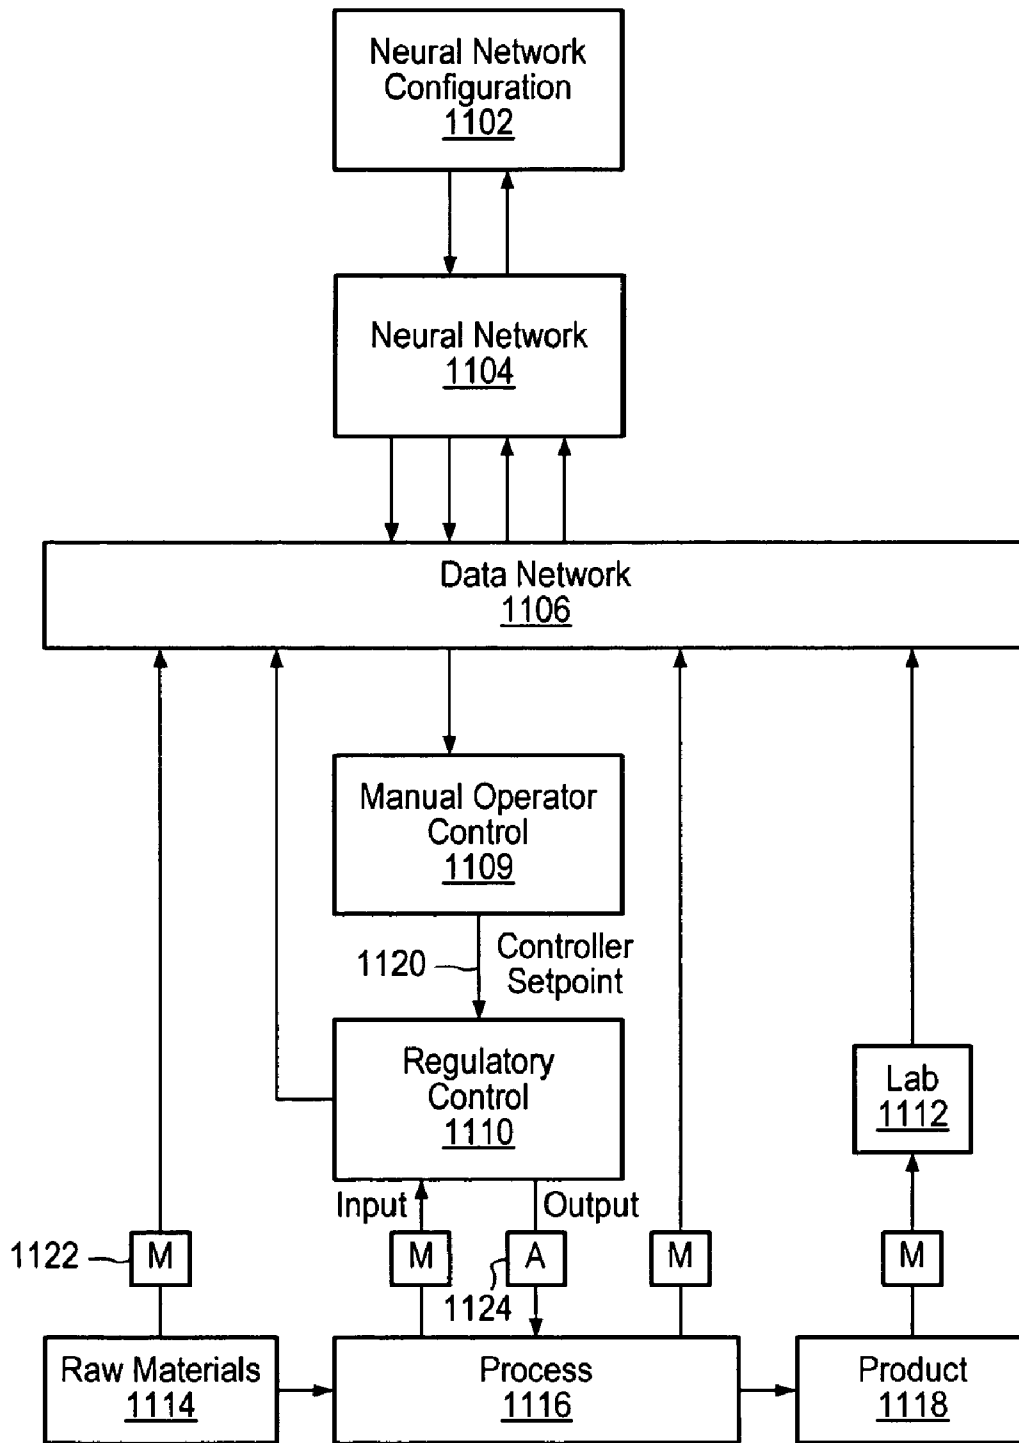 Neural Network
Configuration
1102
Neural Network
1104
Data Network
1106
Manual Operator
Control
1109
1120
Controller
Setpoint
Regulatory
Control
1110
Lab
1112
Input
Output
1122
M
M
A
M
M
1124
Raw Materials
1114
Process
1116
Product
1118